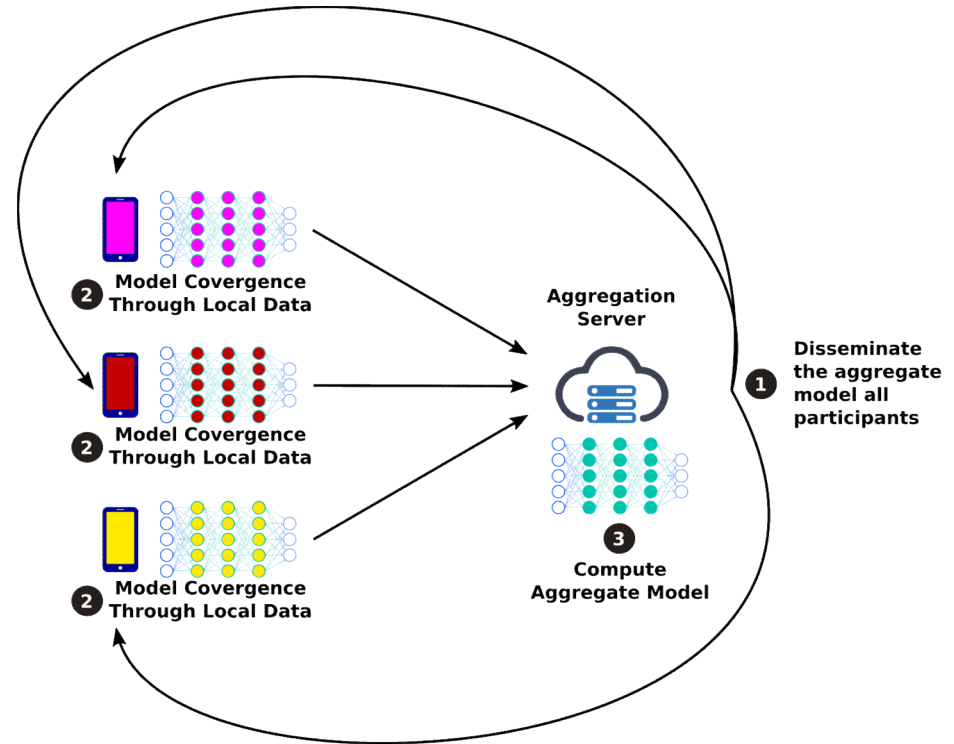 2
Model Covergence
Through Local Data
2
Model Covergence
Through Local Data
2
Model Covergence
Through Local Data
Aggregation
Server
3
Compute
Aggregate Model
1
Disseminate
the aggregate
model all
participants